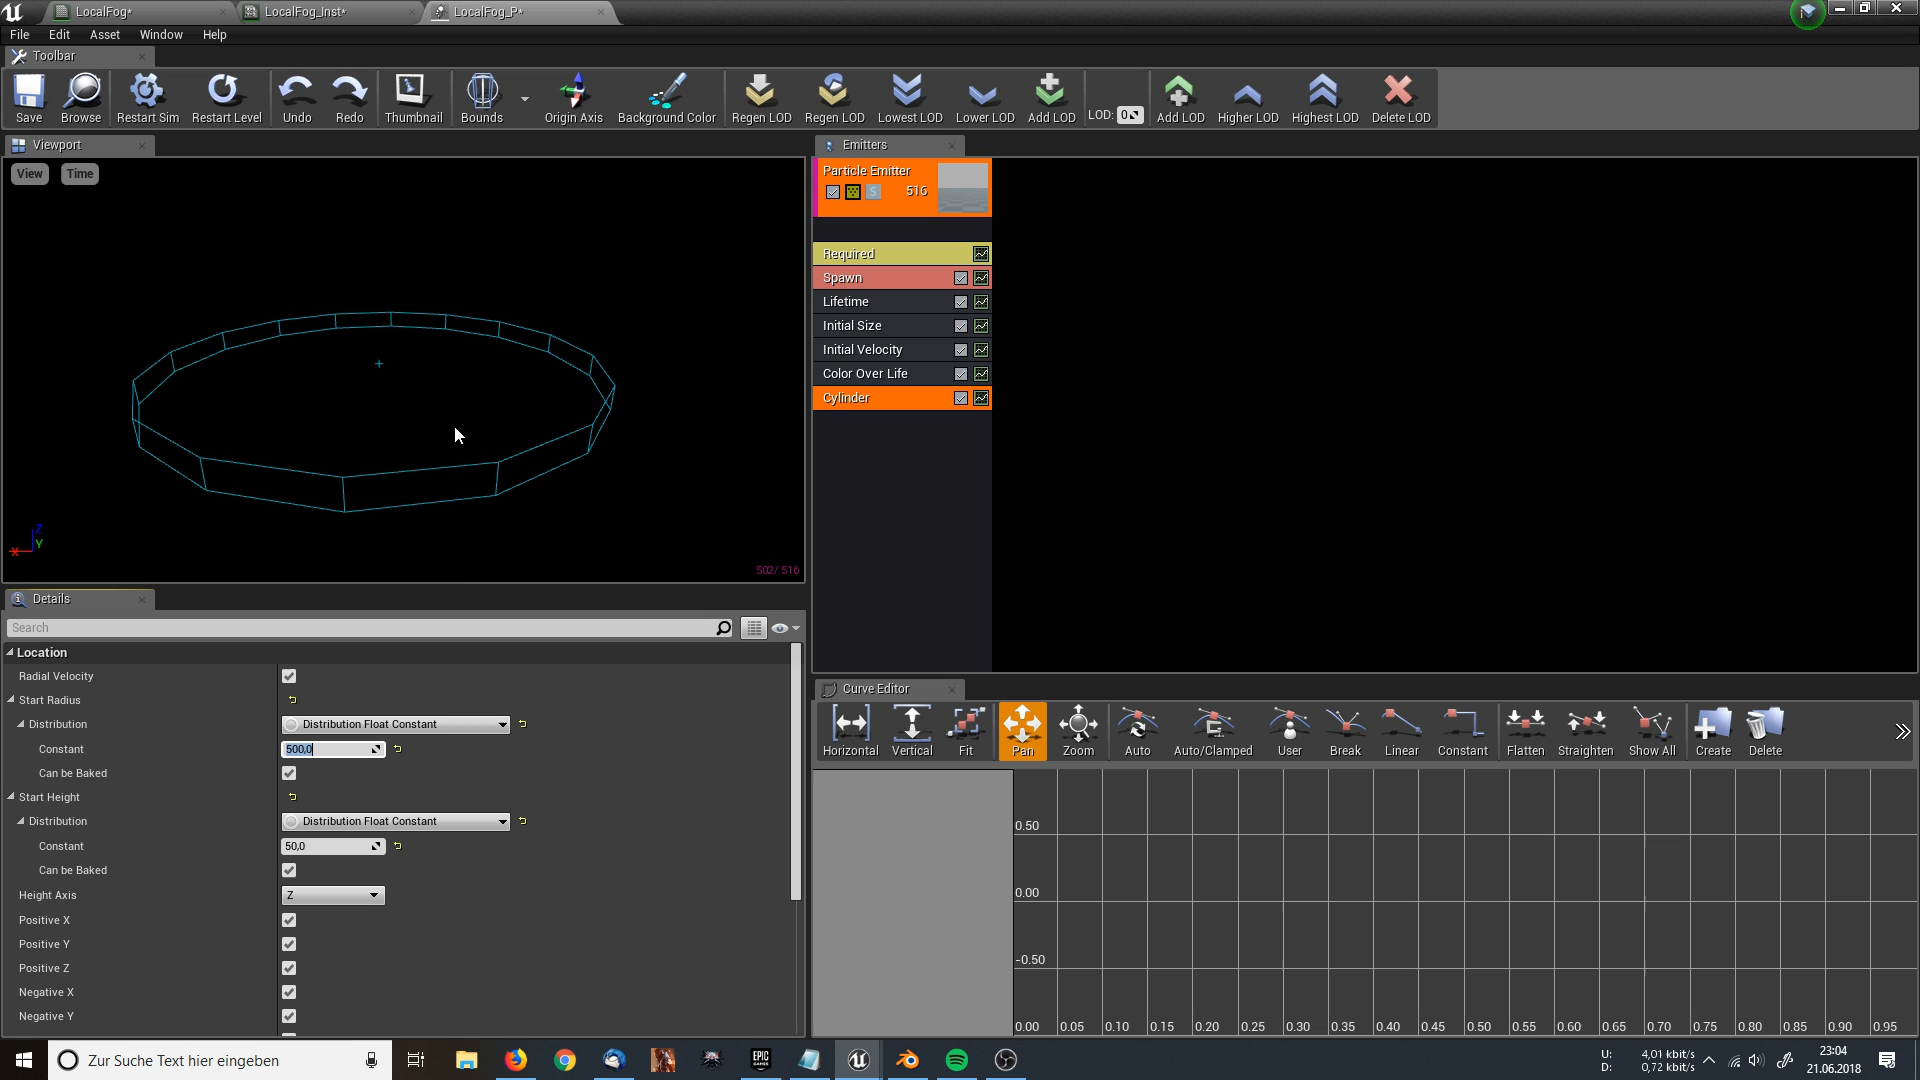 LocalFog*
LocalFog_Inst*
LocalFog_P*
File Edit Asset Window Help
Toolbar
Save Browse Restart Sim Restart Level Undo Redo Thumbnail Bounds Origin Axis Background Color Regen LOD Regen LOD Lowest LOD Lower LOD Add LOD LOD: 0 Add LOD Higher LOD Highest LOD Delete LOD
Viewport
View Time
Z
X Y
502/ 516
Emitters
Particle Emitter
S 516
Required
Spawn
Lifetime
Initial Size
Initial Velocity
Color Over Life
Cylinder
Details
Search
Location
Radial Velocity
Start Radius
Distribution Distribution Float Constant
Constant 500,0
Can be Baked
Start Height
Distribution Distribution Float Constant
Constant 50,0
Can be Baked
Height Axis Z
Positive X
Positive Y
Positive Z
Negative X
Negative Y
Curve Editor
Horizontal Vertical Fit Pan Zoom Auto Auto/Clamped User Break Linear Constant Flatten Straighten Show All Create Delete
0.50
0.00
-0.50
0.00 0.05 0.10 0.15 0.20 0.25 0.30 0.35 0.40 0.45 0.50 0.55 0.60 0.65 0.70 0.75 0.80 0.85 0.90 0.95
Zur Suche Text hier eingeben
EPIC GAMES
U: 4,01 kbit/s
D: 0,72 kbit/s
23:04
21.06.2018